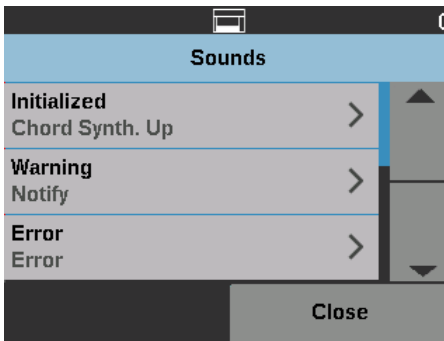 Sounds
Initialized
Chord Synth. Up
Warning
Notify
Error
Error
Close